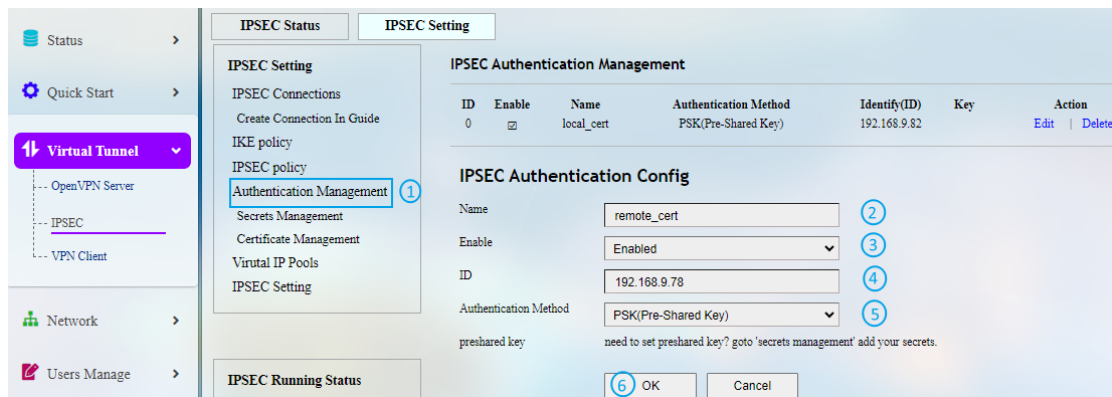 Status
Quick Start
Virtual Tunnel
OpenVPN Server
IPSEC
VPN Client
Network
Users Manage
IPSEC Status
IPSEC Setting
IPSEC Setting
IPSEC Connections
Create Connection In Guide
IKE policy
IPSEC policy
Authentication Management 1
Secrets Management
Certificate Management
Virutal IP Pools
IPSEC Setting
IPSEC Running Status
IPSEC Authentication Management
ID Enable Name Authentication Method Identify(ID) Key Action
0 local_cert PSK(Pre-Shared Key) 192.168.9.82 Edit | Delete
IPSEC Authentication Config
Name remote_cert 2
Enable Enabled 3
ID 192.168.9.78 4
Authentication Method PSK(Pre-Shared Key) 5
preshared key need to set preshared key? goto 'secrets management' add your secrets.
6 OK Cancel